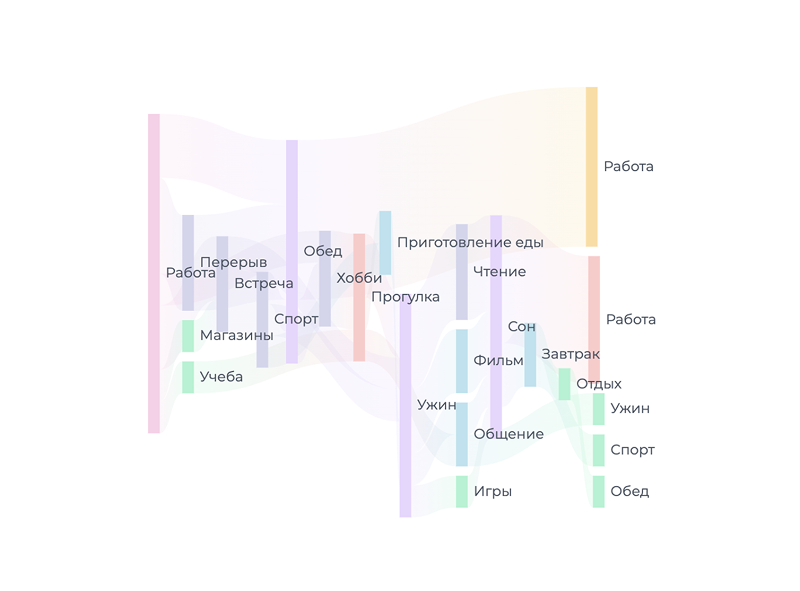 Работа
Приготовление еды
Обед
Перерыв
Работа
Чтение
Хобби
Встреча
Прогулка
Спорт
Работа
Сон
Магазины
Завтрак
Фильм
Учеба
Отдых
Ужин
Ужин
Общение
Спорт
Игры
Обед